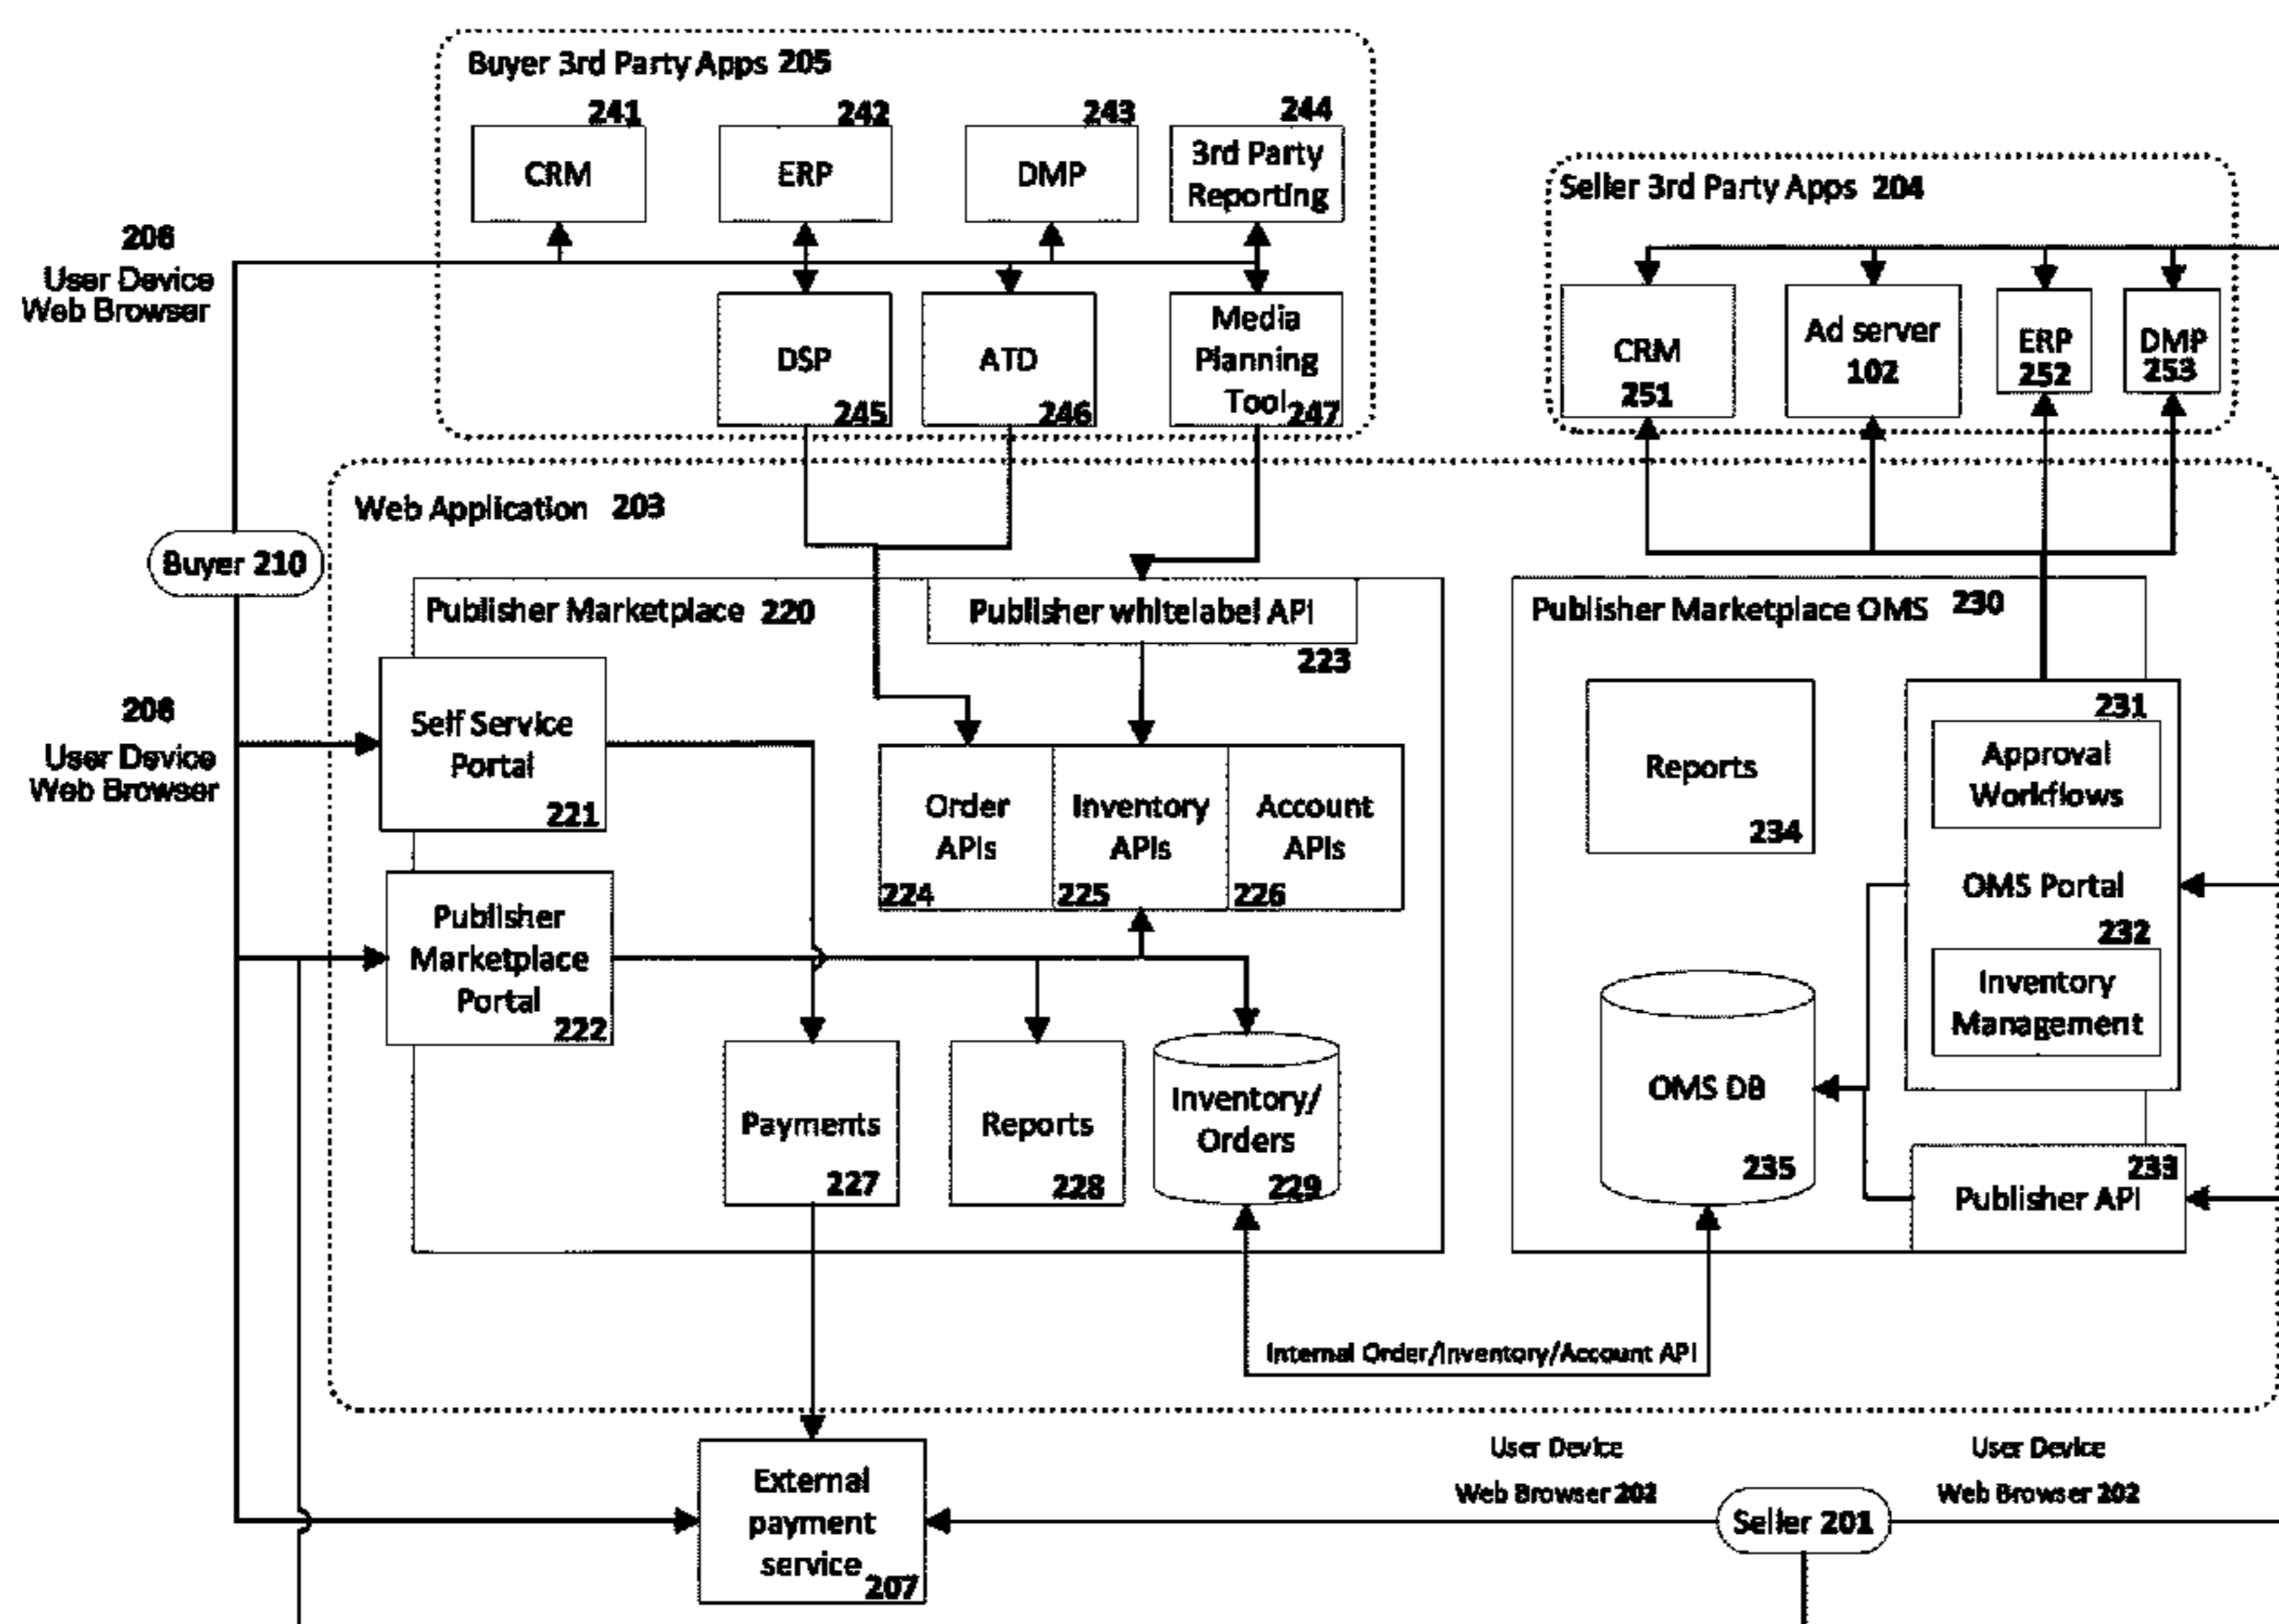 Buyer 3rd Party Apps 205
241
CRM
242
ERP
243
DMP
244
3rd Party
Reporting
DSP
245
ATD
246
Media
Planning
Tool
247
Seller 3rd Party Apps 204
CRM
251
Ad server
102
ERP
252
DMP
253
206
User Device
Web Browser
Buyer 210
206
User Device
Web Browser
Web Application 203
Publisher Marketplace 220
Publisher whitelabel API
223
Self Service
Portal
221
Publisher
Marketplace
Portal
222
Order
APIs
224
Inventory
APIs
225
Account
APIs
226
Payments
227
Reports
228
Inventory/
Orders
229
Publisher Marketplace OMS 230
Reports
234
231
Approval
Workflows
OMS Portal
232
Inventory
Management
OMS DB
235
233
Publisher API
Internal Order/Inventory/Account API
External
payment
service
207
User Device
Web Browser 202
Seller 201
User Device
Web Browser 202